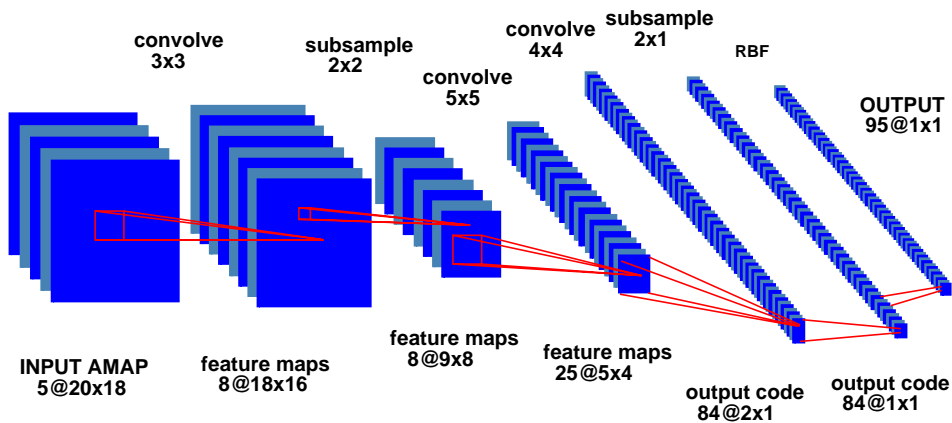 convolve
3x3
subsample
2x2
convolve
5x5
convolve
4x4
subsample
2x1
RBF
OUTPUT
95@1x1
INPUT AMAP
5@20x18
feature maps
8@18x16
feature maps
8@9x8
feature maps
25@5x4
output code
84@2x1
output code
84@1x1